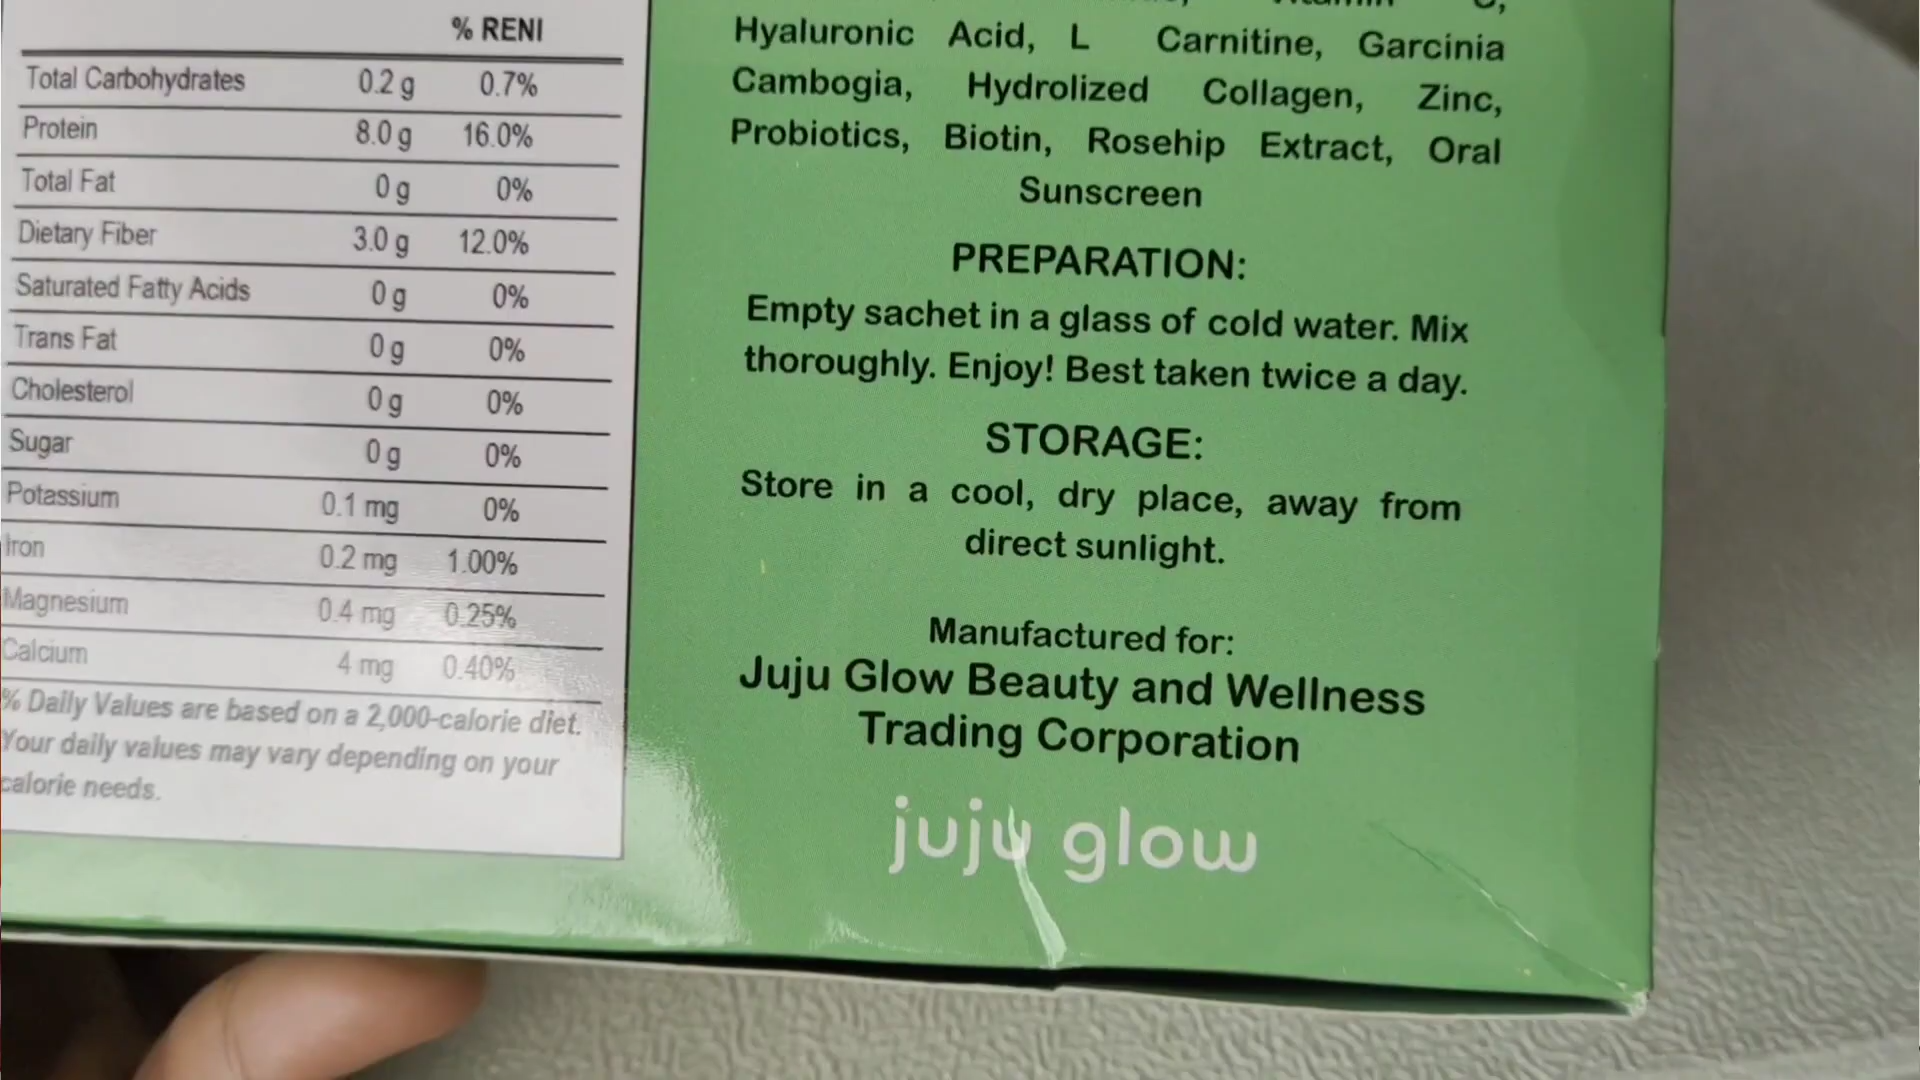 % RENI
Total Carbohydrates 0.2 g 0.7%
Protein 8.0 g 16.0%
Total Fat 0 g 0%
Dietary Fiber 3.0 g 12.0%
Saturated Fatty Acids 0 g 0%
Trans Fat 0 g 0%
Cholesterol 0 g 0%
Sugar 0 g 0%
Potassium 0.1 mg 0%
Iron 0.2 mg 1.00%
Magnesium 0.4 mg 0.25%
Calcium 4 mg 0.40%
% Daily Values are based on a 2,000-calorie diet.
Your daily values may vary depending on your
calorie needs.
Hyaluronic Acid, L Carnitine, Garcinia
Cambogia, Hydrolized Collagen, Zinc,
Probiotics, Biotin, Rosehip Extract, Oral
Sunscreen
PREPARATION:
Empty sachet in a glass of cold water. Mix
thoroughly. Enjoy! Best taken twice a day.
STORAGE:
Store in a cool, dry place, away from
direct sunlight.
Manufactured for:
Juju Glow Beauty and Wellness
Trading Corporation
juju glow